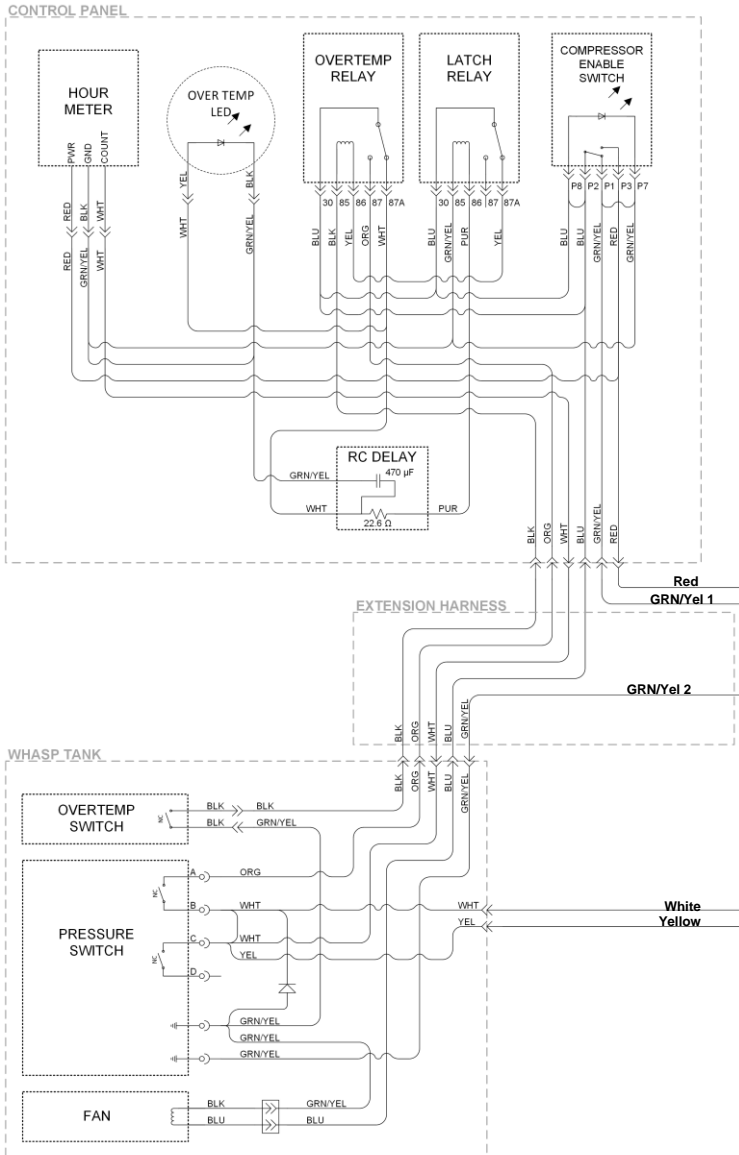 CONTROL PANEL
HOUR
METER
PWR
GND
COUNT
RED
BLK
WHT
RED
GRN/YEL
WHT
OVER TEMP
LED
YEL
BLK
WHT
GRN/YEL
OVERTEMP
RELAY
30
85
86
87
87A
BLU
BLK
YEL
ORG
WHT
LATCH
RELAY
30
85
86
87
87A
BLU
GRN/YEL
PUR
YEL
COMPRESSOR
ENABLE
SWITCH
P8
P2
P1
P3
P7
BLU
BLU
GRN/YEL
RED
GRN/YEL
RC DELAY
470 µF
22.6 Ω
GRN/YEL
WHT
PUR
BLK
ORG
WHT
BLU
GRN/YEL
RED
Red
GRN/Yel 1
EXTENSION HARNESS
GRN/Yel 2
BLK
ORG
WHT
BLU
GRN/YEL
WHASP TANK
BLK
ORG
WHT
BLU
GRN/YEL
OVERTEMP
SWITCH
NC
BLK
BLK
BLK
GRN/YEL
PRESSURE
SWITCH
NC
NC
A
ORG
B
WHT
C
WHT
YEL
D
GRN/YEL
GRN/YEL
GRN/YEL
WHT
White
YEL
Yellow
FAN
BLK
GRN/YEL
BLU
BLU